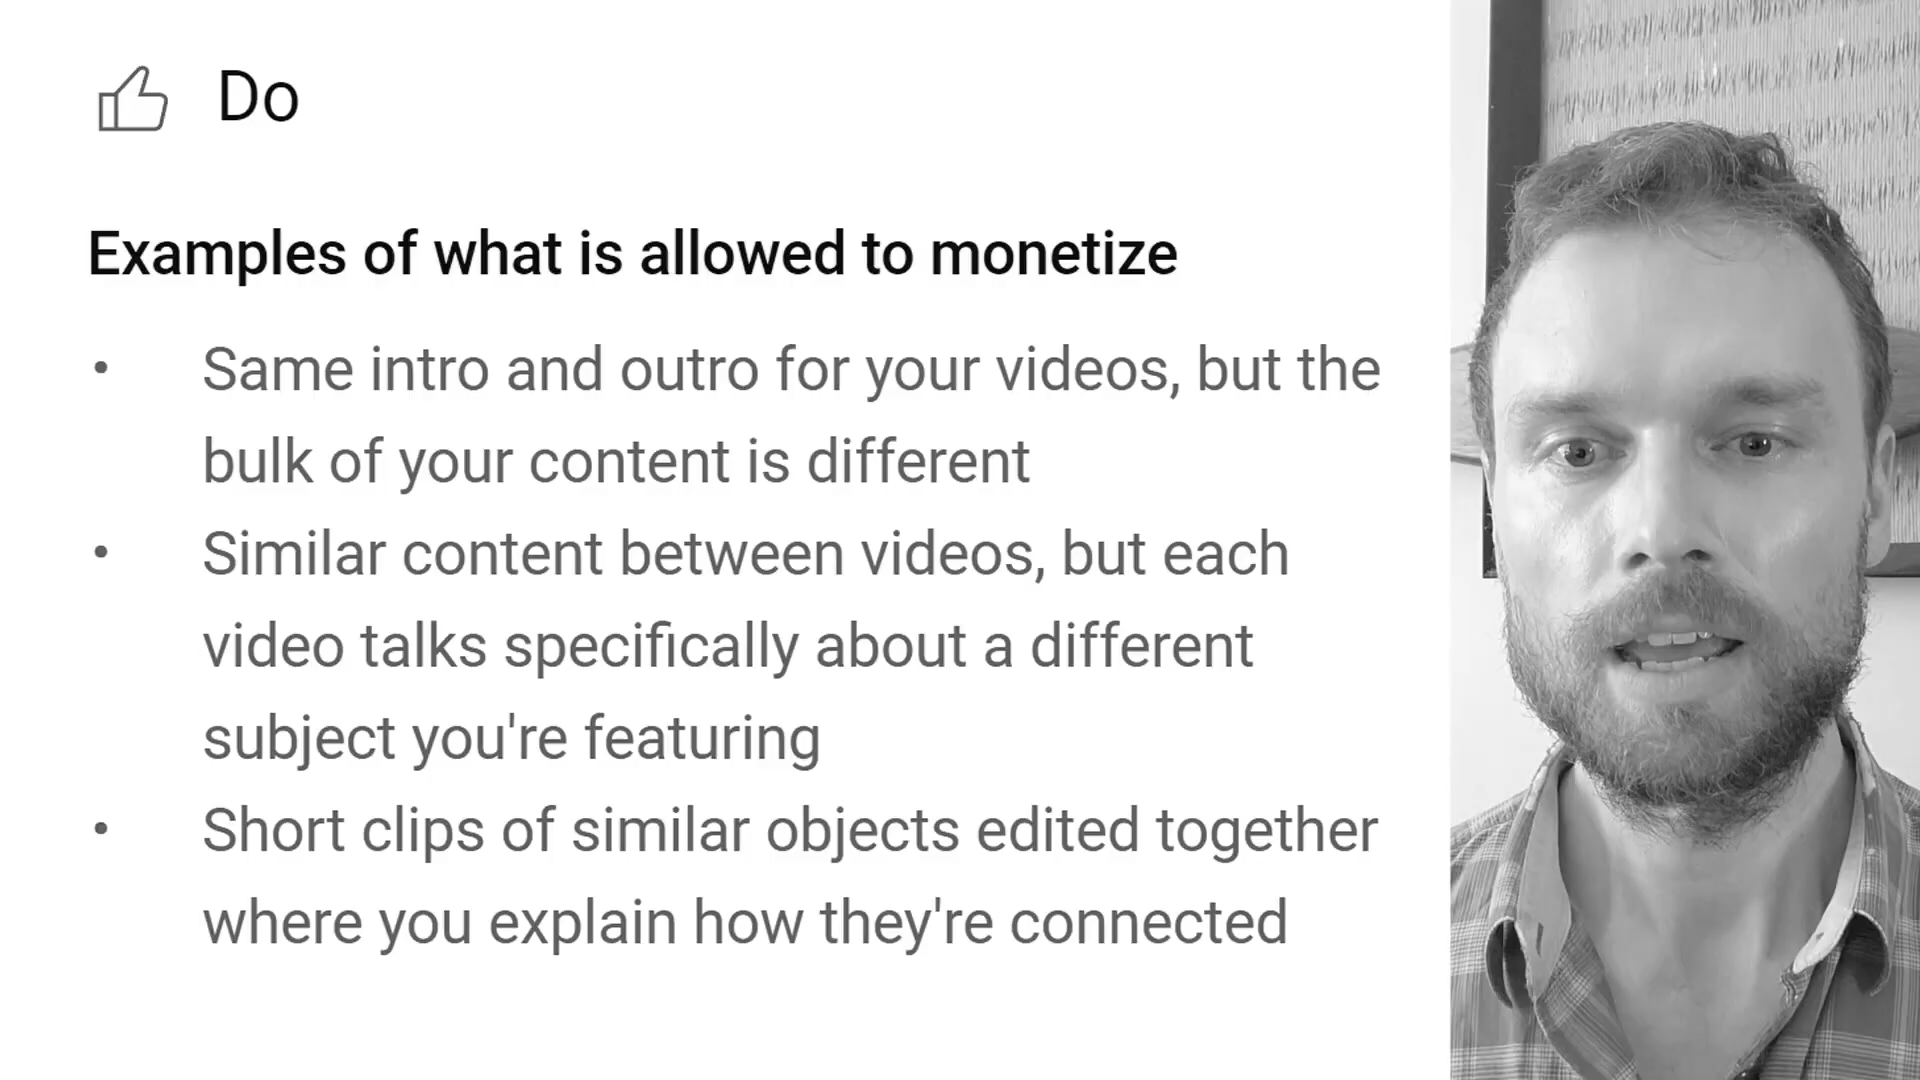 Do
Examples of what is allowed to monetize
• Same intro and outro for your videos, but the
bulk of your content is different
• Similar content between videos, but each
video talks specifically about a different
subject you're featuring
• Short clips of similar objects edited together
where you explain how they're connected